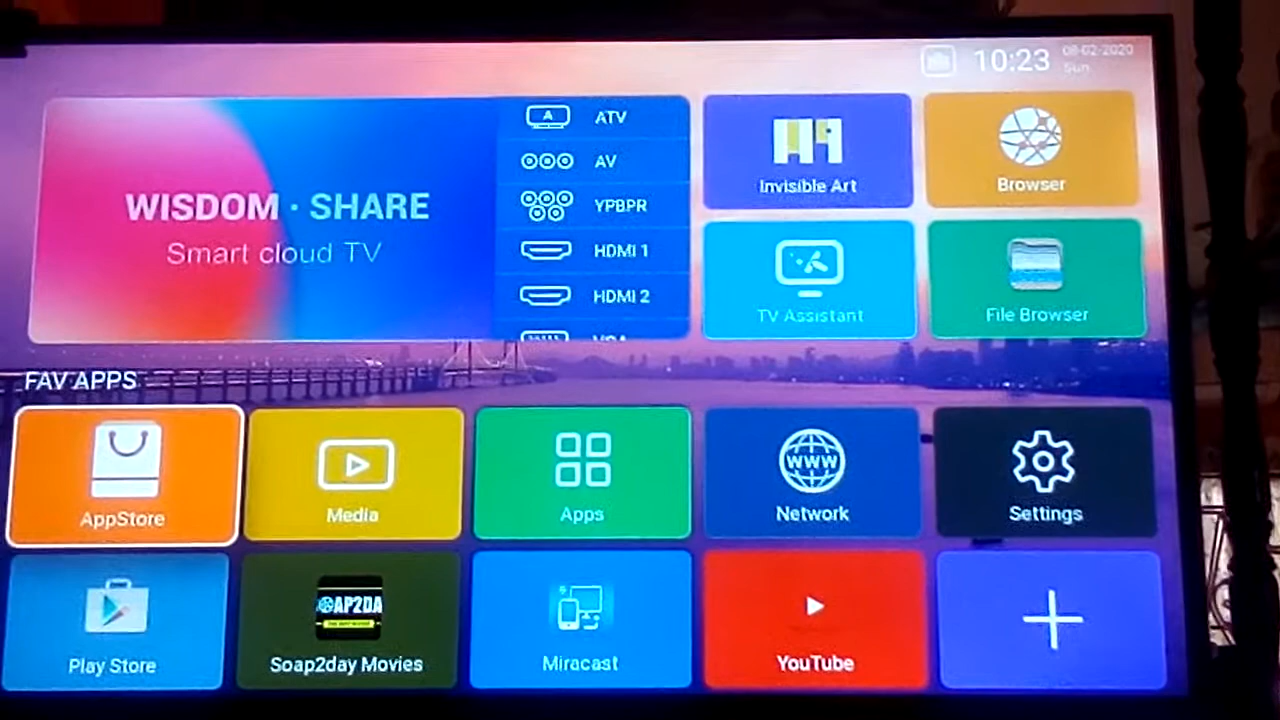 10:23
08-02-2020
Sun
WISDOM · SHARE
Smart cloud TV
A
ATV
AV
YPBPR
HDMI 1
HDMI 2
Invisible Art
Browser
TV Assistant
File Browser
FAV APPS
AppStore
Media
Apps
WWW
Network
Settings
Play Store
SOAP2DA
Soap2day Movies
Miracast
YouTube